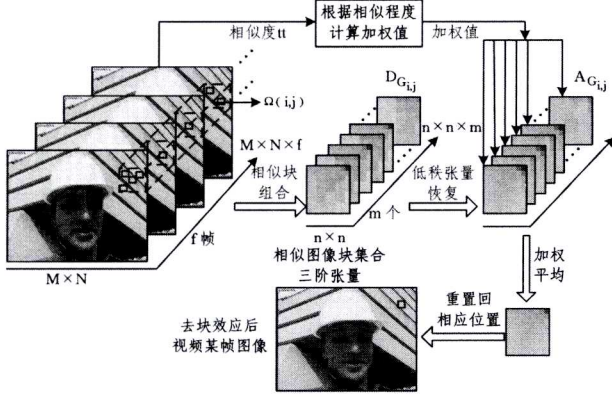 相似度tt
根据相似程度
计算加权值
加权值
Ω(i,j)
M×N×f
f 帧
M×N
相似块
组合
D_{G_{i,j}}
n×n×m
m 个
n×n
相似图像块集合
三阶张量
低秩张量
恢复
A_{G_{i,j}}
加权
平均
重置回
相应位置
去块效应后
视频某帧图像